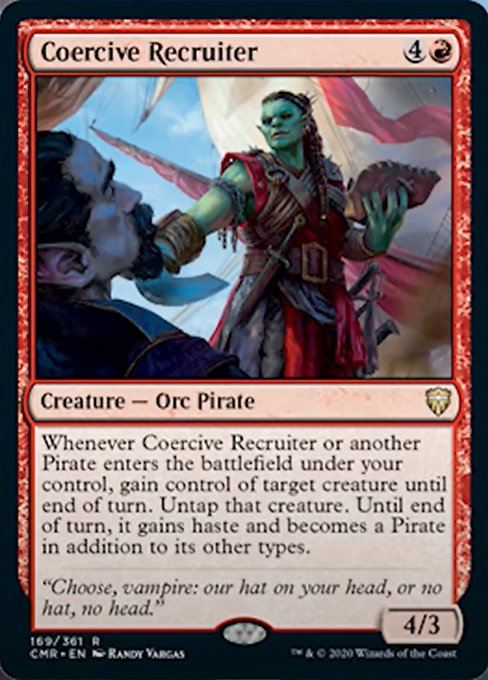 Coercive Recruiter 4
Creature — Orc Pirate
Whenever Coercive Recruiter or another
Pirate enters the battlefield under your
control, gain control of target creature until
end of turn. Untap that creature. Until end
of turn, it gains haste and becomes a Pirate
in addition to its other types.
“Choose, vampire: our hat on your head, or no
hat, no head.”
4/3
169/361 R
CMR • EN Randy Vargas
™ & © 2020 Wizards of the Coast